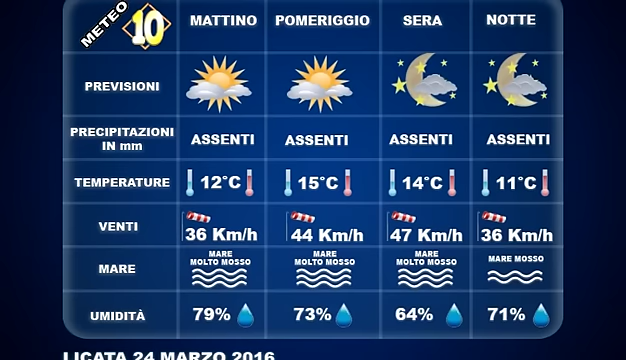 METEO 10 MATTINO POMERIGGIO SERA NOTTE
PREVISIONI
PRECIPITAZIONI
IN mm ASSENTI ASSENTI ASSENTI ASSENTI
TEMPERATURE 12°C 15°C 14°C 11°C
VENTI 36 Km/h 44 Km/h 47 Km/h 36 Km/h
MARE MARE MOLTO MOSSO MARE MOLTO MOSSO MARE MOLTO MOSSO MARE MOSSO
UMIDITÀ 79% 73% 64% 71%
LICATA 24 MARZO 2016